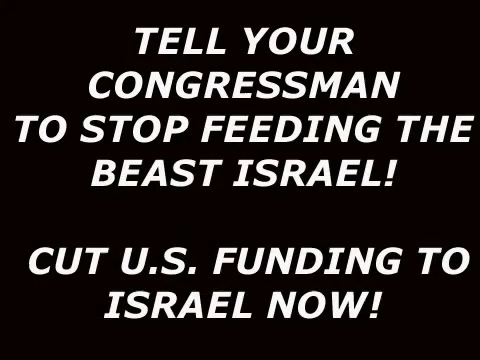 TELL YOUR
CONGRESSMAN
TO STOP FEEDING THE
BEAST ISRAEL!
CUT U.S. FUNDING TO
ISRAEL NOW!